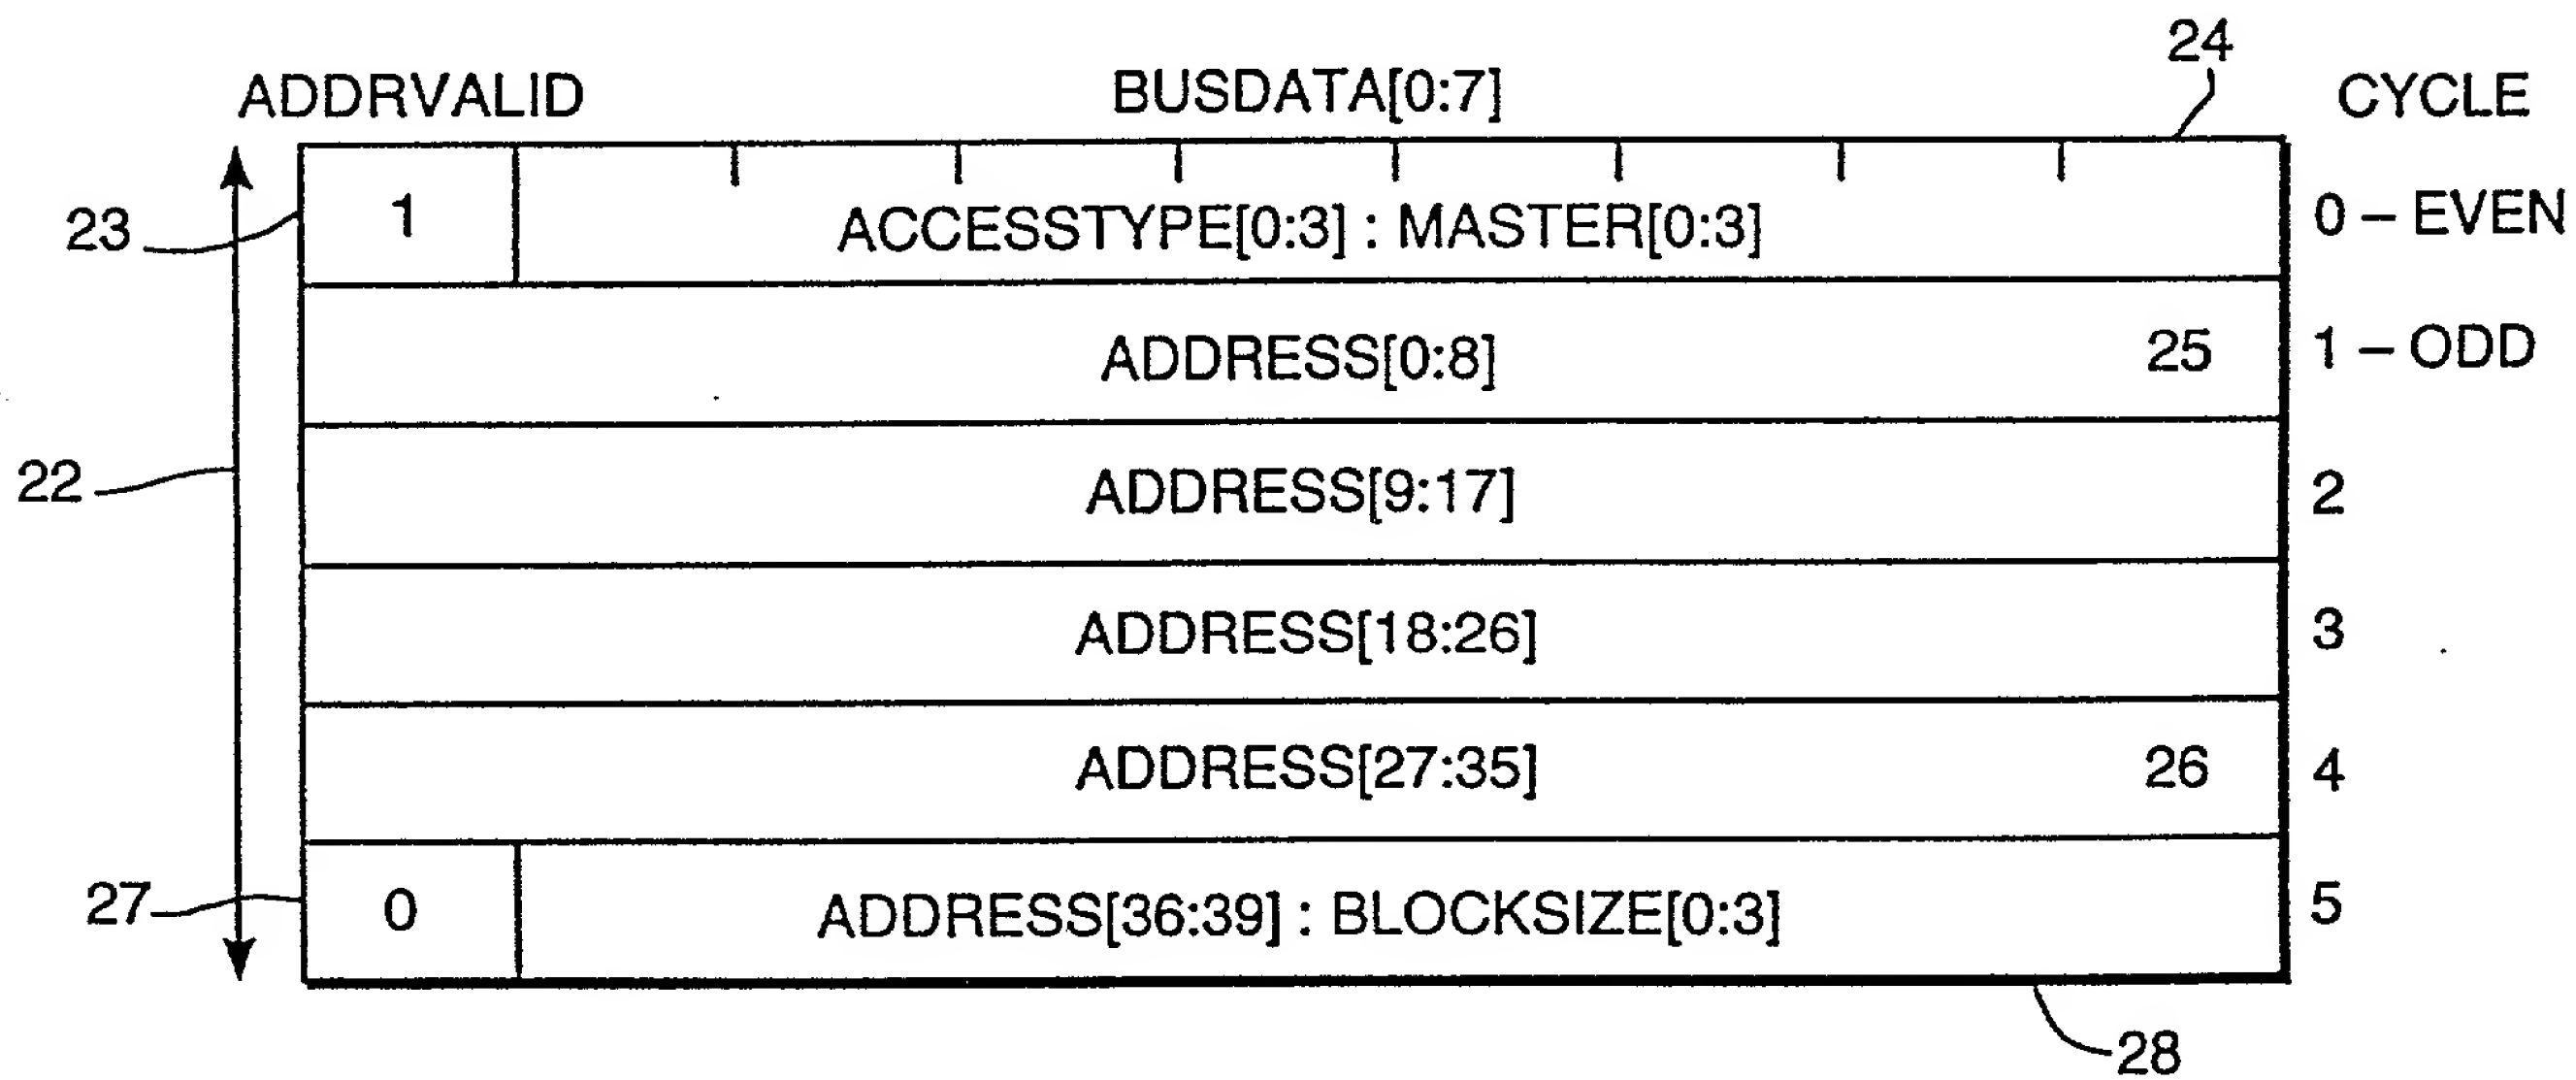 24
ADDRVALID BUSDATA[0:7] CYCLE
23 1 ACCESSTYPE[0:3] : MASTER[0:3] 0 – EVEN
ADDRESS[0:8] 25 1 – ODD
22 ADDRESS[9:17] 2
ADDRESS[18:26] 3
ADDRESS[27:35] 26 4
27 0 ADDRESS[36:39] : BLOCKSIZE[0:3] 5
28